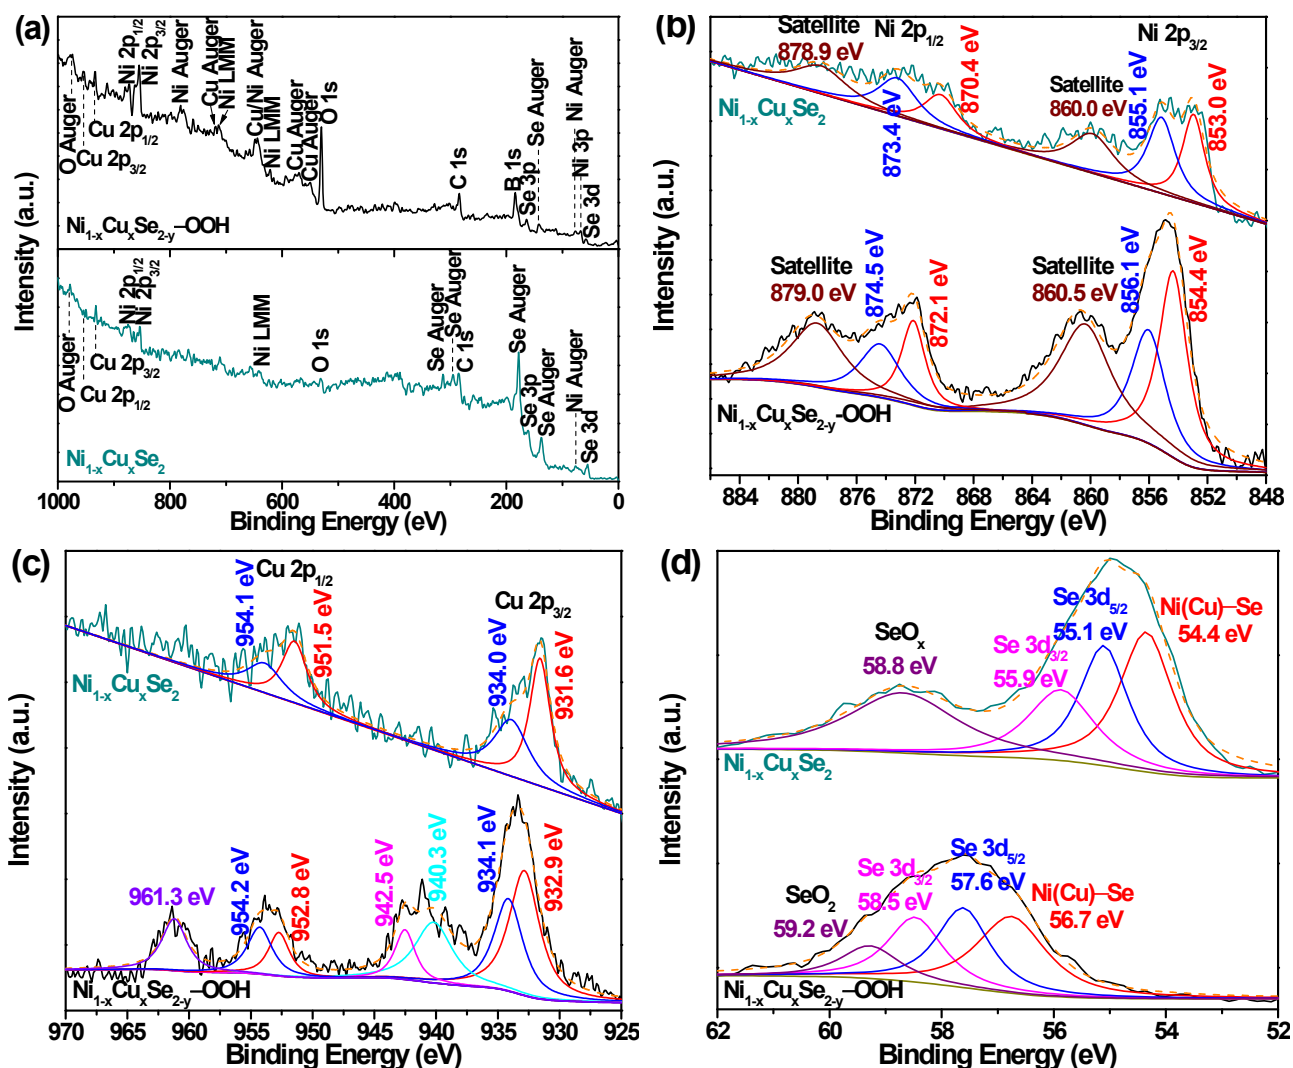 (a)
Ni 2p1/2
Ni 2p3/2
Ni Auger
Cu Auger
Ni LMM
Cu/Ni Auger
Ni LMM
Cu Auger
Cu Auger
O 1s
C 1s
B 1s
Se 3p
Se Auger
Ni 3p
Ni Auger
Se 3d
O Auger
Cu 2p1/2
Cu 2p3/2
Ni1-xCuxSe2-y–OOH
Ni 2p1/2
Ni 2p3/2
Ni LMM
O 1s
Se Auger
Se Auger
C 1s
Se Auger
Se 3p
Se Auger
Ni Auger
Se 3d
O Auger
Cu 2p3/2
Cu 2p1/2
Ni1-xCuxSe2
Intensity (a.u.)
1000 800 600 400 200 0
Binding Energy (eV)
(b)
Satellite
878.9 eV
Ni 2p1/2
Ni 2p3/2
873.4 eV
870.4 eV
Satellite
860.0 eV
855.1 eV
853.0 eV
Ni1-xCuxSe2
Satellite
879.0 eV
874.5 eV
872.1 eV
Satellite
860.5 eV
856.1 eV
854.4 eV
Ni1-xCuxSe2-y-OOH
Intensity (a.u.)
884 880 876 872 868 864 860 856 852 848
Binding Energy (eV)
(c)
954.1 eV
Cu 2p1/2
951.5 eV
Cu 2p3/2
934.0 eV
931.6 eV
Ni1-xCuxSe2
961.3 eV
954.2 eV
952.8 eV
942.5 eV
940.3 eV
934.1 eV
932.9 eV
Ni1-xCuxSe2-y–OOH
Intensity (a.u.)
970 965 960 955 950 945 940 935 930 925
Binding Energy (eV)
(d)
SeOx
58.8 eV
Se 3d3/2
55.9 eV
Se 3d5/2
55.1 eV
Ni(Cu)–Se
54.4 eV
Ni1-xCuxSe2
SeO2
59.2 eV
Se 3d3/2
58.5 eV
Se 3d5/2
57.6 eV
Ni(Cu)–Se
56.7 eV
Ni1-xCuxSe2-y–OOH
Intensity (a.u.)
62 60 58 56 54 52
Binding Energy (eV)